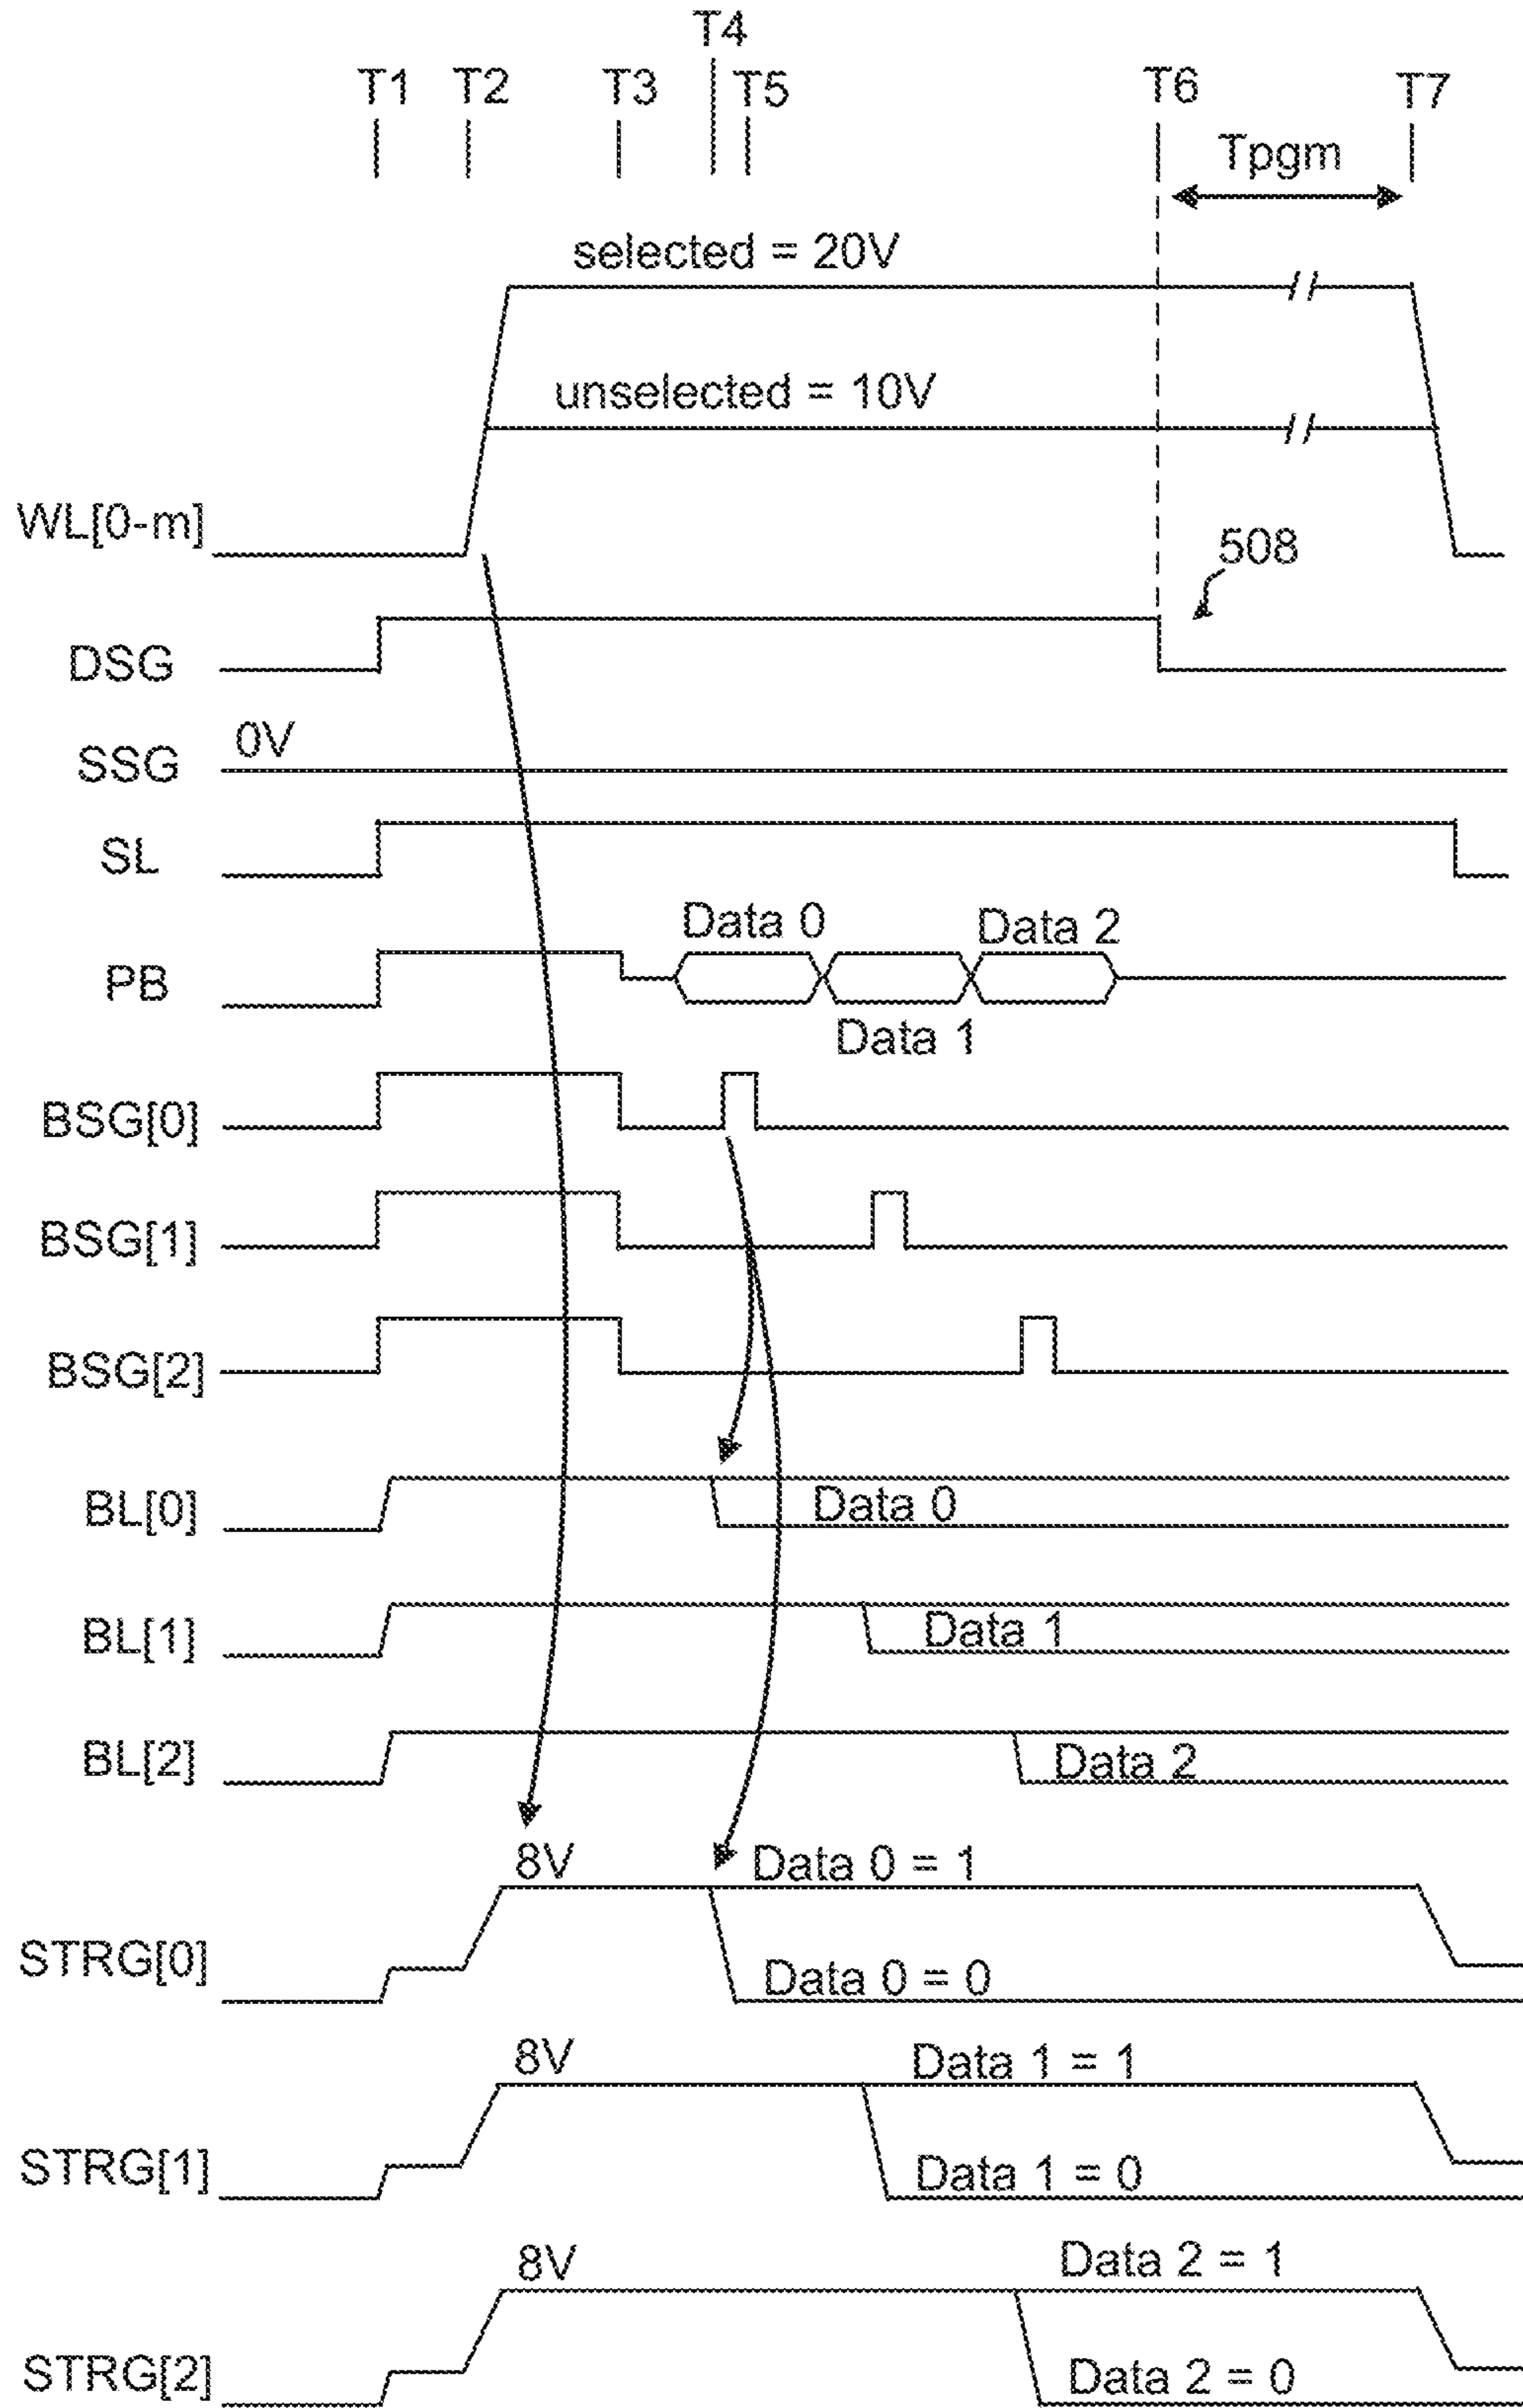 T4
T1 T2 T3 T5 T6 T7
Tpgm
selected = 20V
unselected = 10V
WL[0-m]
508
DSG
0V
SSG
SL
Data 0 Data 2
PB
Data 1
BSG[0]
BSG[1]
BSG[2]
BL[0] Data 0
BL[1] Data 1
BL[2] Data 2
8V Data 0 = 1
STRG[0] Data 0 = 0
8V Data 1 = 1
STRG[1] Data 1 = 0
8V Data 2 = 1
STRG[2] Data 2 = 0